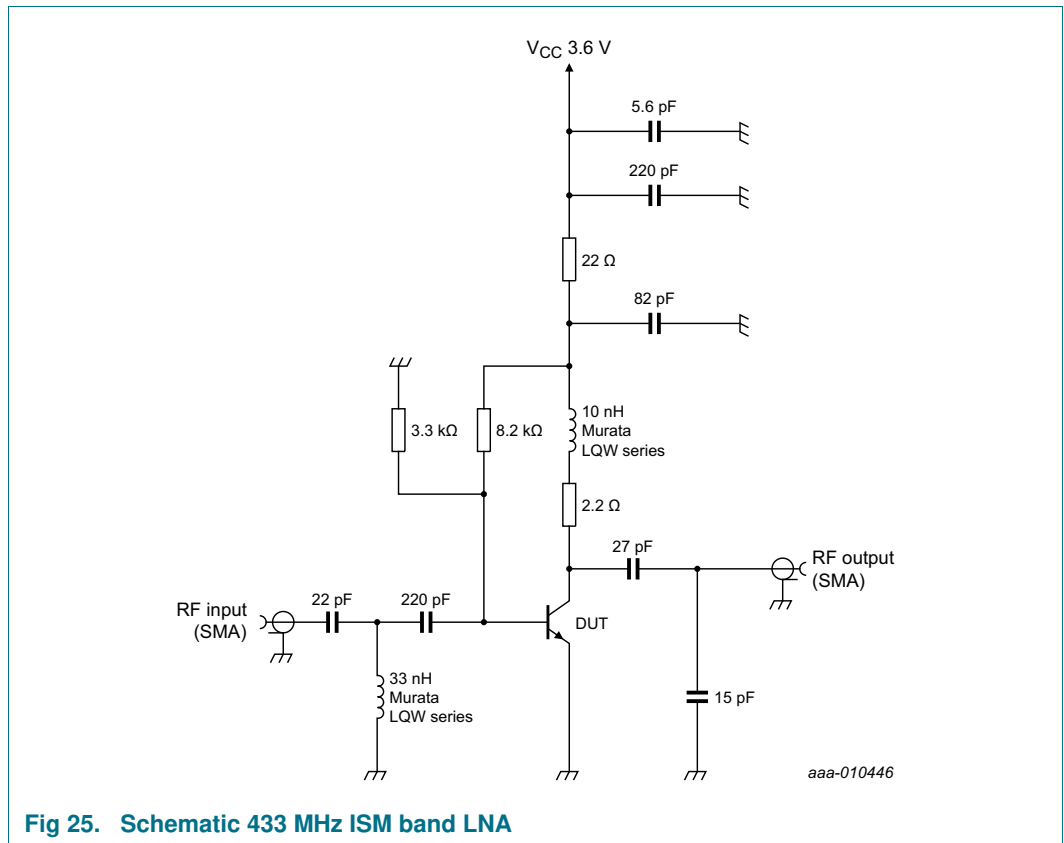 VCC 3.6 V
5.6 pF
220 pF
22 Ω
82 pF
3.3 kΩ
8.2 kΩ
10 nH
Murata
LQW series
2.2 Ω
27 pF
RF output
(SMA)
RF input
(SMA)
22 pF
220 pF
DUT
33 nH
Murata
LQW series
15 pF
aaa-010446
Fig 25. Schematic 433 MHz ISM band LNA